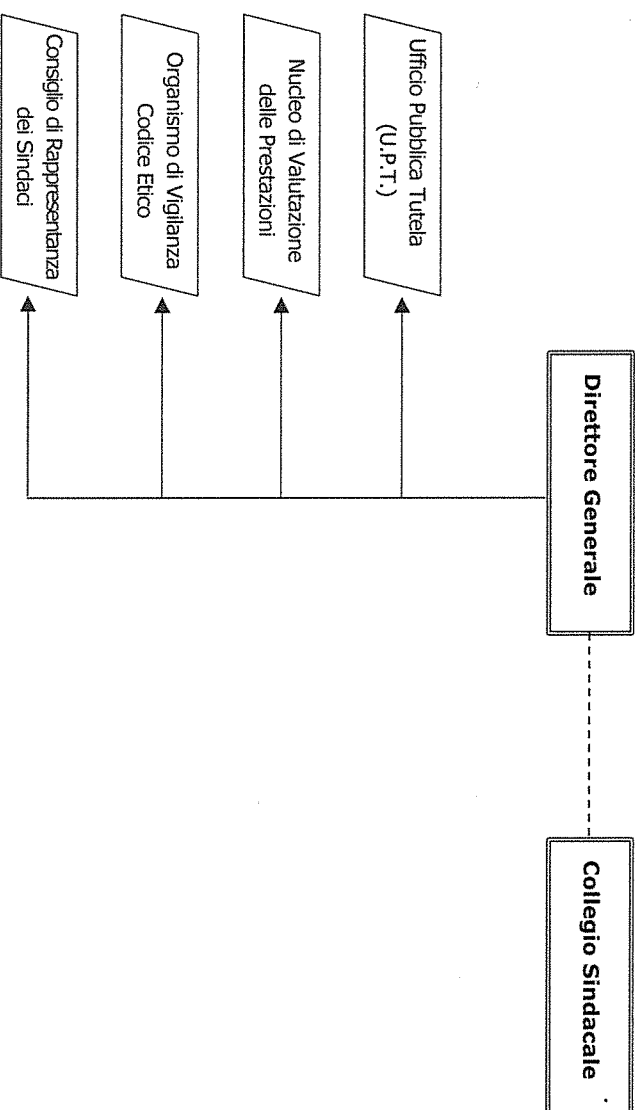 Direttore Generale
Collegio Sindacale
Ufficio Pubblica Tutela
(U.P.T.)
Nucleo di Valutazione
delle Prestazioni
Organismo di Vigilanza
Codice Etico
Consiglio di Rappresentanza
dei Sindaci